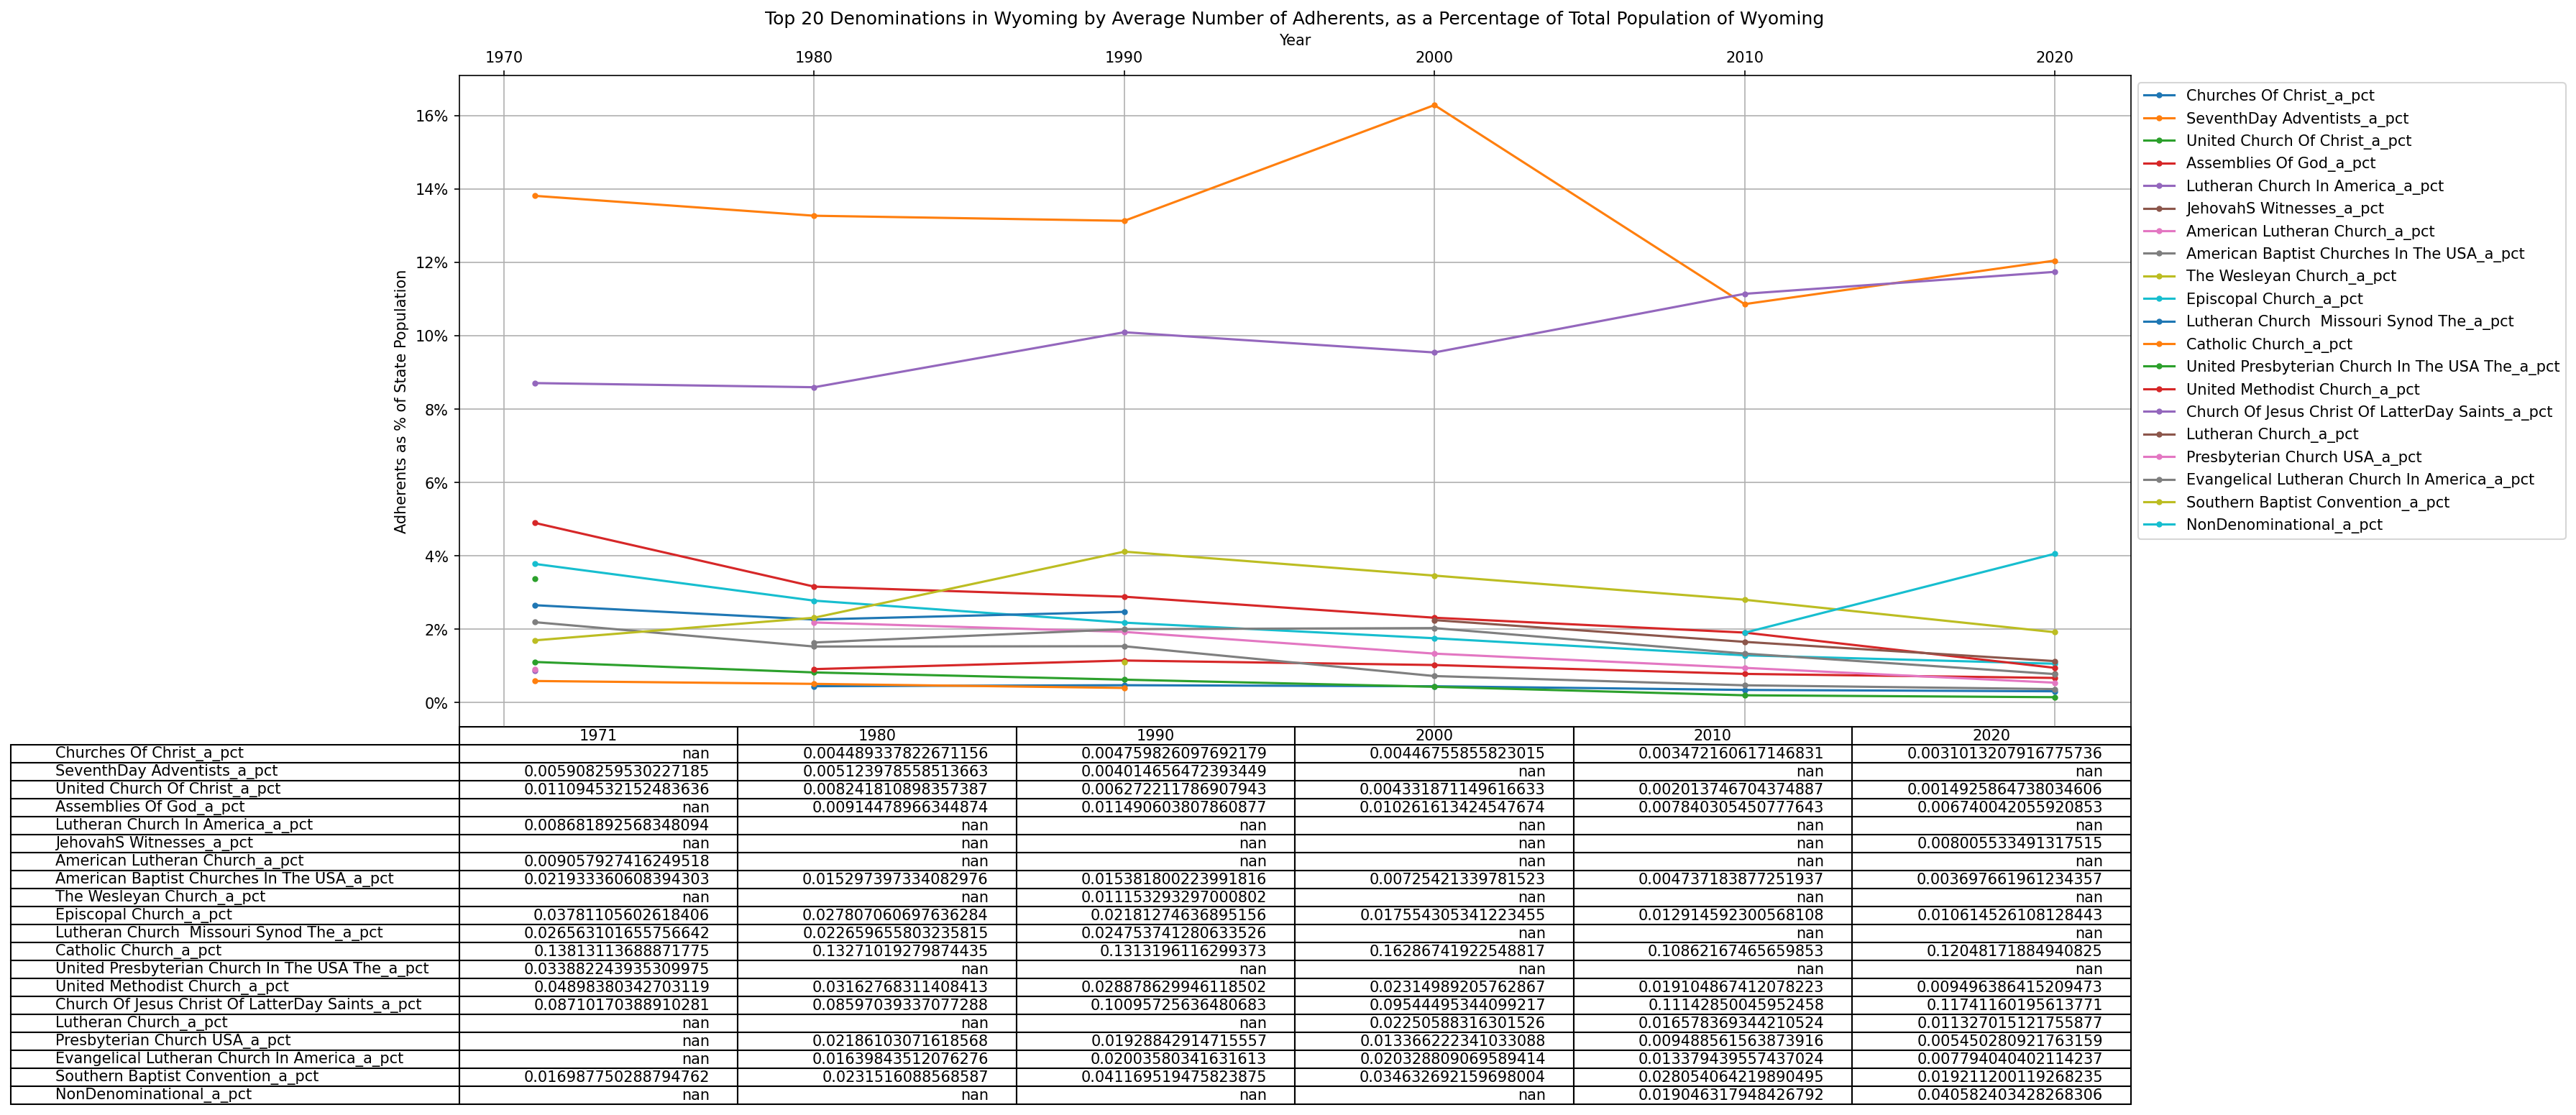 Top 20 Denominations in Wyoming by Average Number of Adherents, as a Percentage of Total Population of Wyoming
Year
1970 1980 1990 2000 2010 2020
16%
14%
12%
10%
8%
6%
4%
2%
0%
Adherents as % of State Population
Churches Of Christ_a_pct
SeventhDay Adventists_a_pct
United Church Of Christ_a_pct
Assemblies Of God_a_pct
Lutheran Church In America_a_pct
JehovahS Witnesses_a_pct
American Lutheran Church_a_pct
American Baptist Churches In The USA_a_pct
The Wesleyan Church_a_pct
Episcopal Church_a_pct
Lutheran Church  Missouri Synod The_a_pct
Catholic Church_a_pct
United Presbyterian Church In The USA The_a_pct
United Methodist Church_a_pct
Church Of Jesus Christ Of LatterDay Saints_a_pct
Lutheran Church_a_pct
Presbyterian Church USA_a_pct
Evangelical Lutheran Church In America_a_pct
Southern Baptist Convention_a_pct
NonDenominational_a_pct
1971 1980 1990 2000 2010 2020
Churches Of Christ_a_pct nan 0.004489337822671156 0.004759826097692179 0.00446755855823015 0.003472160617146831 0.0031013207916775736
SeventhDay Adventists_a_pct 0.005908259530227185 0.005123978558513663 0.004014656472393449 nan nan nan
United Church Of Christ_a_pct 0.011094532152483636 0.008241810898357387 0.006272211786907943 0.004331871149616633 0.002013746704374887 0.0014925864738034606
Assemblies Of God_a_pct nan 0.00914478966344874 0.011490603807860877 0.010261613424547674 0.007840305450777643 0.006740042055920853
Lutheran Church In America_a_pct 0.008681892568348094 nan nan nan nan nan
JehovahS Witnesses_a_pct nan nan nan nan nan 0.008005533491317515
American Lutheran Church_a_pct 0.009057927416249518 nan nan nan nan nan
American Baptist Churches In The USA_a_pct 0.021933360608394303 0.015297397334082976 0.015381800223991816 0.00725421339781523 0.004737183877251937 0.003697661961234357
The Wesleyan Church_a_pct nan nan 0.011153293297000802 nan nan nan
Episcopal Church_a_pct 0.03781105602618406 0.027807060697636284 0.02181274636895156 0.017554305341223455 0.012914592300568108 0.010614526108128443
Lutheran Church  Missouri Synod The_a_pct 0.026563101655756642 0.022659655803235815 0.024753741280633526 nan nan nan
Catholic Church_a_pct 0.13813113688871775 0.13271019279874435 0.1313196116299373 0.16286741922548817 0.10862167465659853 0.12048171884940825
United Presbyterian Church In The USA The_a_pct 0.033882243935309975 nan nan nan nan nan
United Methodist Church_a_pct 0.04898380342703119 0.03162768311408413 0.028878629946118502 0.02314989205762867 0.019104867412078223 0.009496386415209473
Church Of Jesus Christ Of LatterDay Saints_a_pct 0.08710170388910281 0.08597039337077288 0.10095725636480683 0.09544495344099217 0.11142850045952458 0.11741160195613771
Lutheran Church_a_pct nan nan nan 0.02250588316301526 0.016578369344210524 0.011327015121755877
Presbyterian Church USA_a_pct nan 0.02186103071618568 0.01928842914715557 0.013366222341033088 0.009488561563873916 0.005450280921763159
Evangelical Lutheran Church In America_a_pct nan 0.01639843512076276 0.02003580341631613 0.020328809069589414 0.013379439557437024 0.007794040402114237
Southern Baptist Convention_a_pct 0.016987750288794762 0.0231516088568587 0.041169519475823875 0.034632692159698004 0.028054064219890495 0.019211200119268235
NonDenominational_a_pct nan nan nan nan 0.019046317948426792 0.040582403428268306